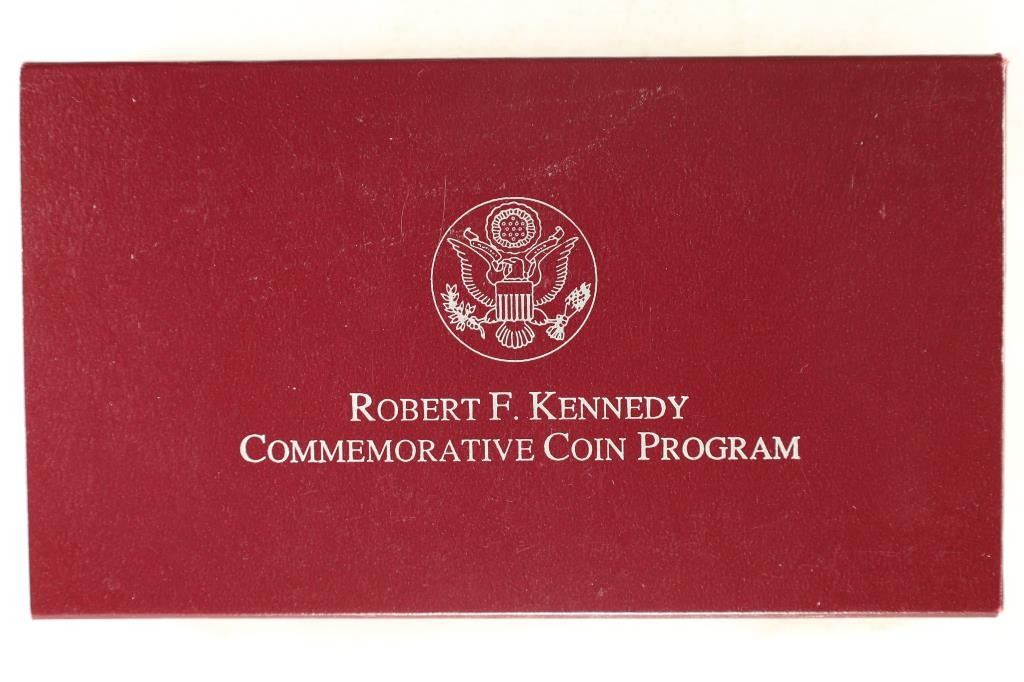 ROBERT F. KENNEDY
COMMEMORATIVE COIN PROGRAM